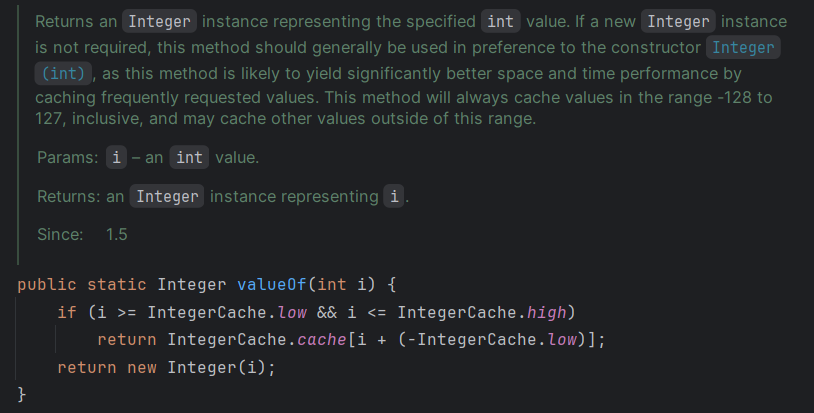 Returns an Integer instance representing the specified int value. If a new Integer instance
is not required, this method should generally be used in preference to the constructor Integer
(int), as this method is likely to yield significantly better space and time performance by
caching frequently requested values. This method will always cache values in the range -128 to
127, inclusive, and may cache other values outside of this range.
Params: i – an int value.
Returns: an Integer instance representing i.
Since: 1.5
public static Integer valueOf(int i) {
    if (i >= IntegerCache.low && i <= IntegerCache.high)
        return IntegerCache.cache[i + (-IntegerCache.low)];
    return new Integer(i);
}